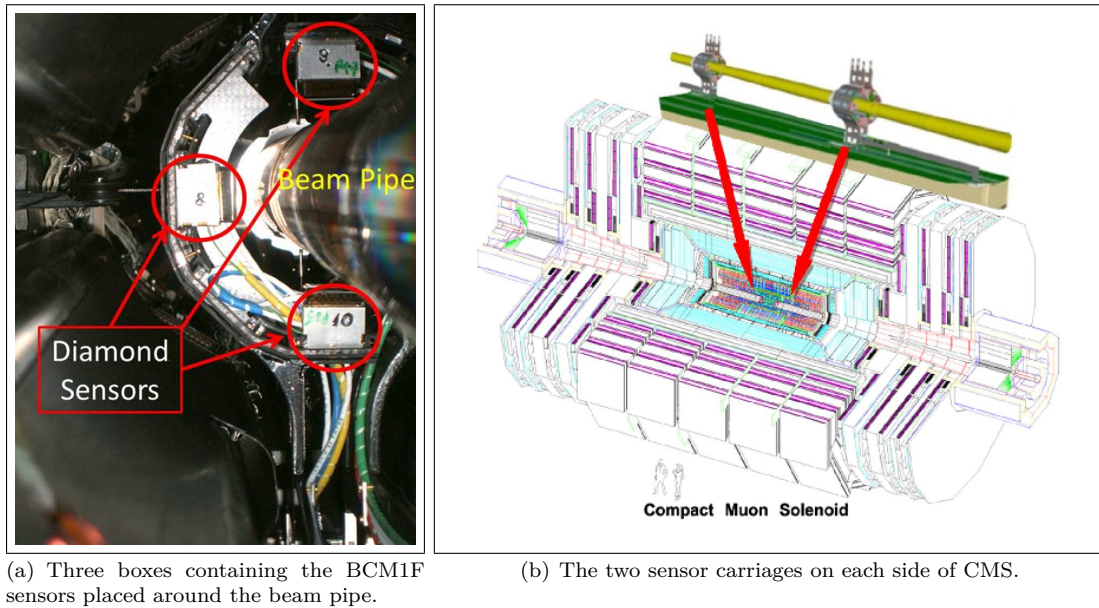 9
Beam Pipe
8
10
Diamond
Sensors
Compact Muon Solenoid
(a) Three boxes containing the BCM1F
sensors placed around the beam pipe.
(b) The two sensor carriages on each side of CMS.